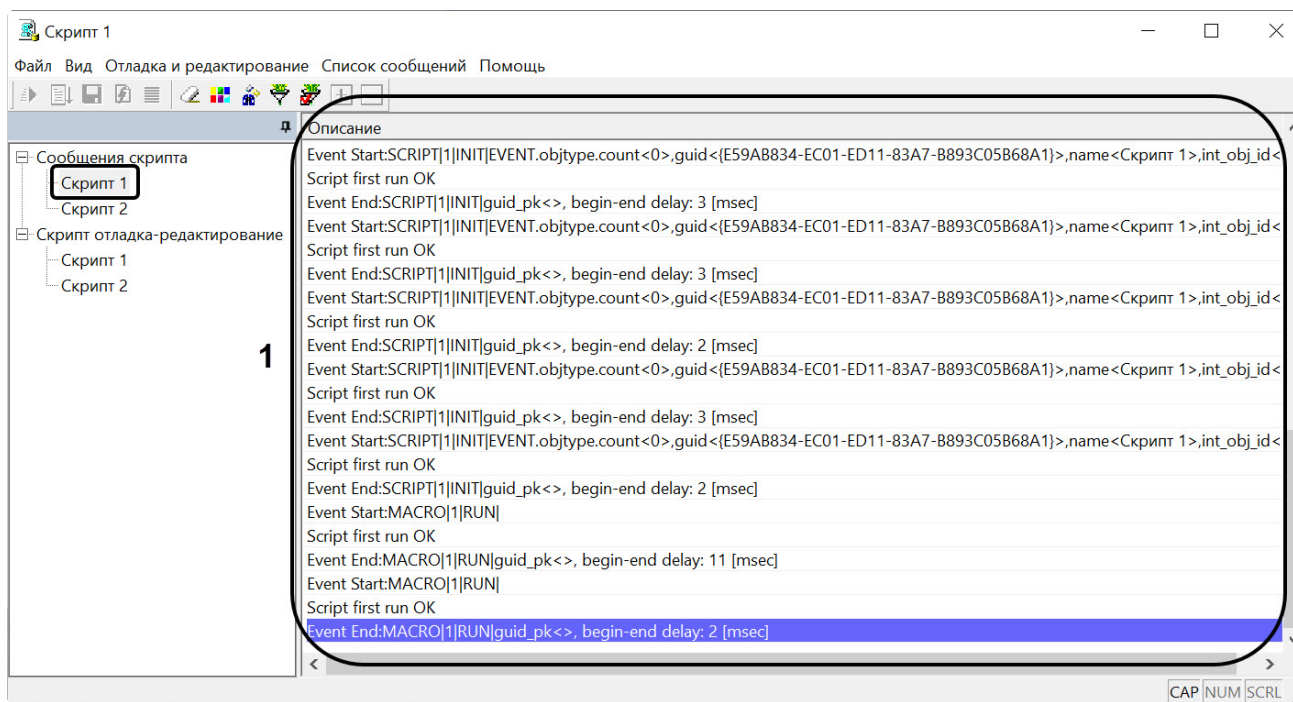 Скрипт 1
Файл Вид Отладка и редактирование Список сообщений Помощь
Описание
Сообщения скрипта
Скрипт 1
Скрипт 2
Скрипт отладка-редактирование
Скрипт 1
Скрипт 2
1
Event Start:SCRIPT|1|INIT|EVENT.objtype.count<0>,guid<{E59AB834-EC01-ED11-83A7-B893C05B68A1}>,name<Скрипт 1>,int_obj_id<
Script first run OK
Event End:SCRIPT|1|INIT|guid_pk<>, begin-end delay: 3 [msec]
Event Start:SCRIPT|1|INIT|EVENT.objtype.count<0>,guid<{E59AB834-EC01-ED11-83A7-B893C05B68A1}>,name<Скрипт 1>,int_obj_id<
Script first run OK
Event End:SCRIPT|1|INIT|guid_pk<>, begin-end delay: 3 [msec]
Event Start:SCRIPT|1|INIT|EVENT.objtype.count<0>,guid<{E59AB834-EC01-ED11-83A7-B893C05B68A1}>,name<Скрипт 1>,int_obj_id<
Script first run OK
Event End:SCRIPT|1|INIT|guid_pk<>, begin-end delay: 2 [msec]
Event Start:SCRIPT|1|INIT|EVENT.objtype.count<0>,guid<{E59AB834-EC01-ED11-83A7-B893C05B68A1}>,name<Скрипт 1>,int_obj_id<
Script first run OK
Event End:SCRIPT|1|INIT|guid_pk<>, begin-end delay: 3 [msec]
Event Start:SCRIPT|1|INIT|EVENT.objtype.count<0>,guid<{E59AB834-EC01-ED11-83A7-B893C05B68A1}>,name<Скрипт 1>,int_obj_id<
Script first run OK
Event End:SCRIPT|1|INIT|guid_pk<>, begin-end delay: 2 [msec]
Event Start:MACRO|1|RUN|
Script first run OK
Event End:MACRO|1|RUN|guid_pk<>, begin-end delay: 11 [msec]
Event Start:MACRO|1|RUN|
Script first run OK
Event End:MACRO|1|RUN|guid_pk<>, begin-end delay: 2 [msec]
CAP NUM SCRL